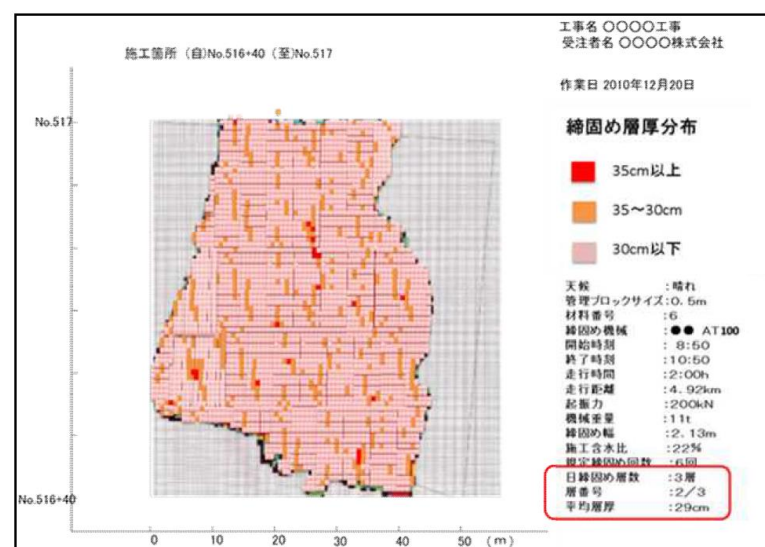 工事名 〇〇〇〇工事
受注者名 〇〇〇〇株式会社
施工箇所 (自)No.516+40 (至)No.517
作業日 2010年12月20日
No.517
No.516+40
0 10 20 30 40 50 (m)
締固め層厚分布
35cm以上
35~30cm
30cm以下
天候 :晴れ
管理ブロックサイズ:0.5m
材料番号 :6
締固め機械 :●● AT100
開始時刻 : 8:50
終了時刻 :10:50
走行時間 :2:00h
走行距離 :4.92km
起振力 :200kN
機械重量 :11t
締固め幅 :2.13m
施工含水比 :22%
規定締固め回数 :6回
日締固め層数 :3層
層番号 :2/3
平均層厚 :29cm